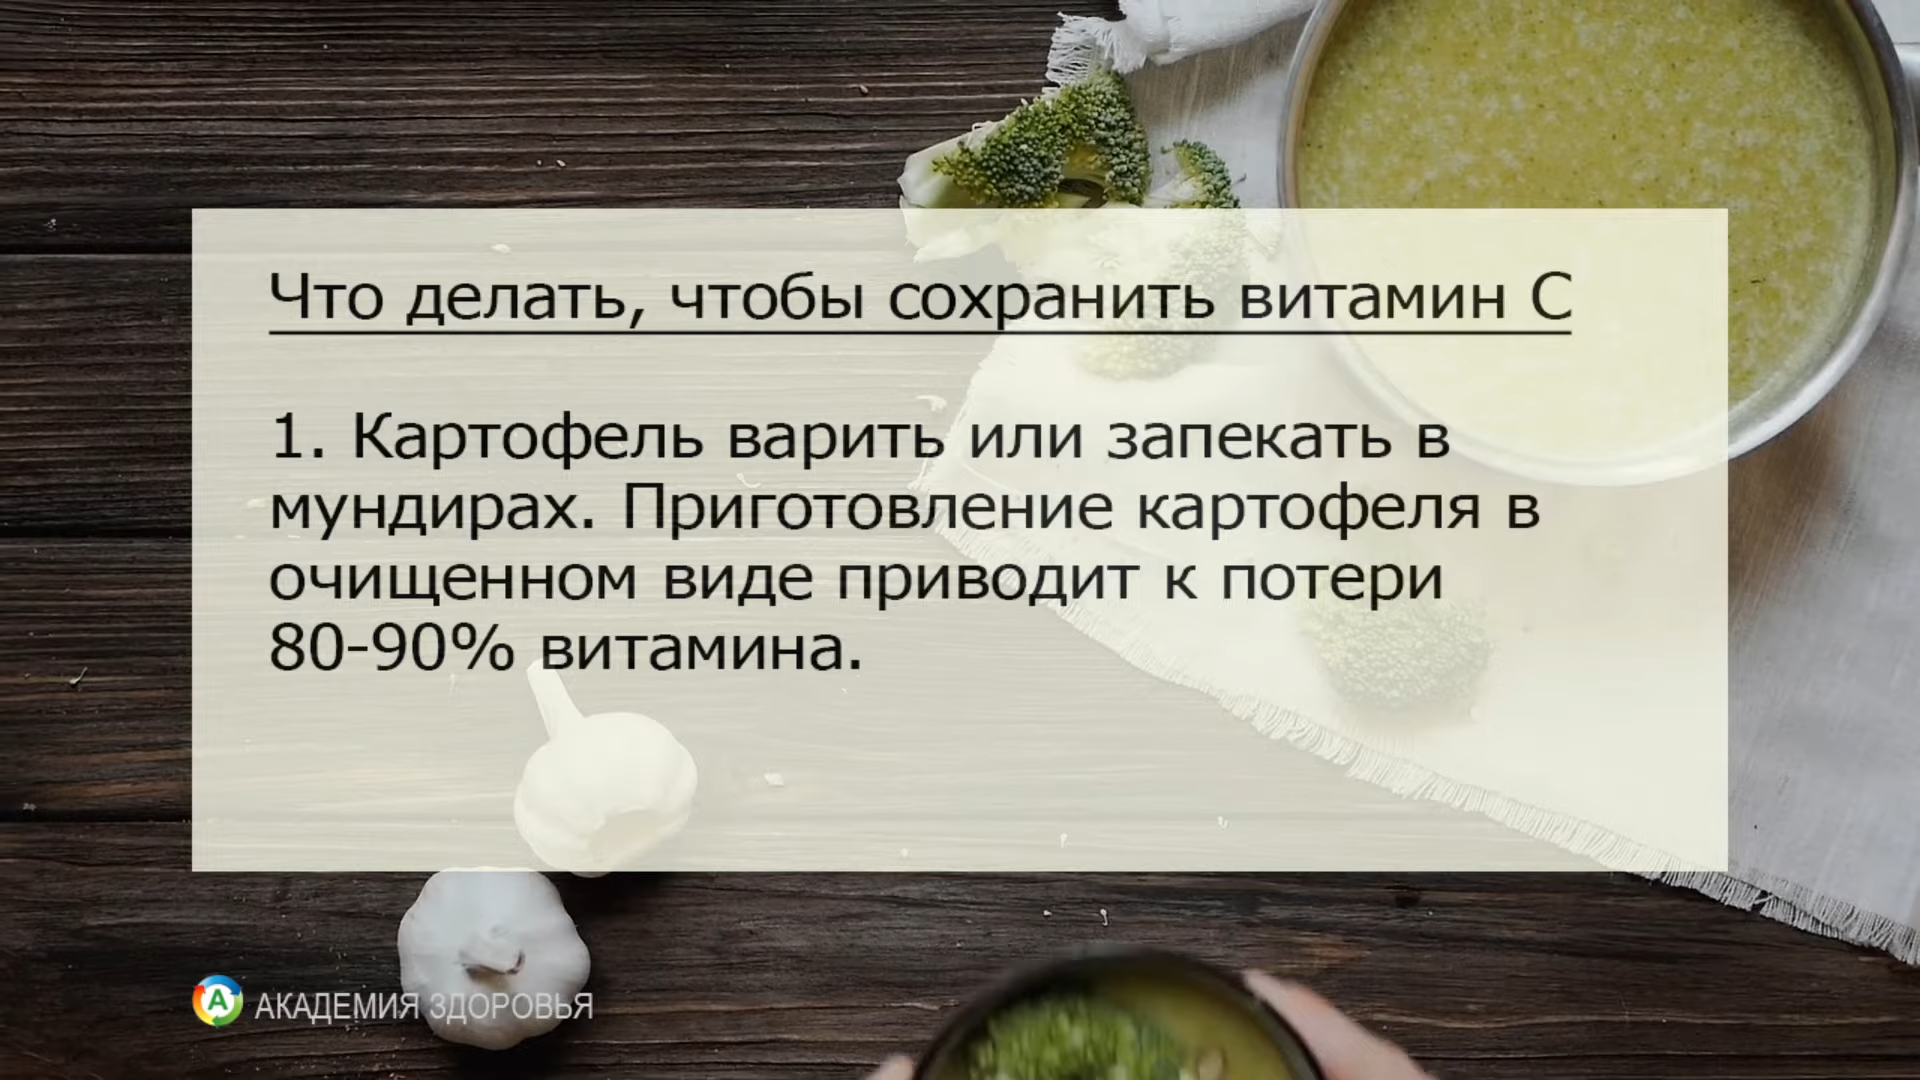 Что делать, чтобы сохранить витамин С
1. Картофель варить или запекать в
мундирах. Приготовление картофеля в
очищенном виде приводит к потери
80-90% витамина.
А АКАДЕМИЯ ЗДОРОВЬЯ